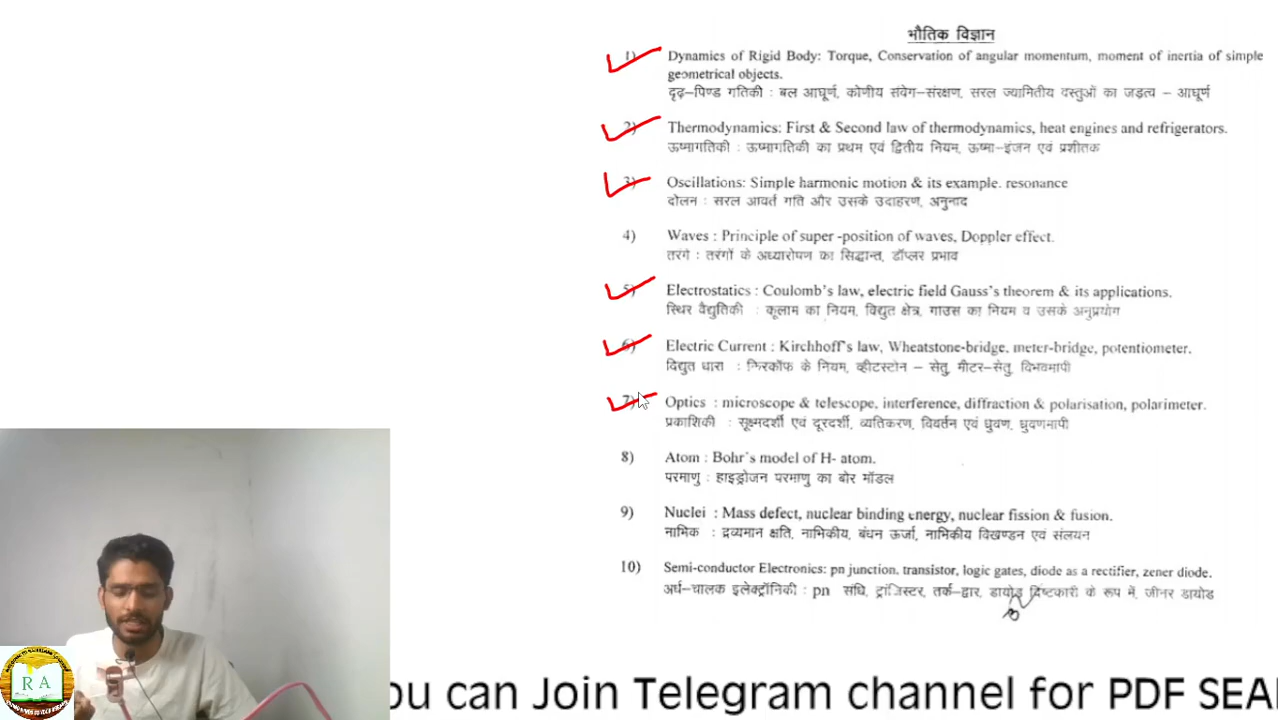 भौतिक विज्ञान
1) Dynamics of Rigid Body: Torque, Conservation of angular momentum, moment of inertia of simple
geometrical objects.
दृढ़–पिण्ड गतिकी : बल आघूर्ण, कोणीय संवेग–संरक्षण, सरल ज्यामितीय वस्तुओं का जड़त्य – आघूर्ण
2) Thermodynamics: First & Second law of thermodynamics, heat engines and refrigerators.
ऊष्मागतिकी : ऊष्मागतिकी का प्रथम एवं द्वितीय नियम, ऊष्मा–इंजन एवं प्रशीतक
3) Oscillations: Simple harmonic motion & its example. resonance
दोलन : सरल आवर्त गति और उसके उदाहरण, अनुनाद
4) Waves : Principle of super -position of waves, Doppler effect.
तरंगे : तरंगों के अध्यारोपण का सिद्धान्त, डॉप्लर प्रभाव
5) Electrostatics : Coulomb's law, electric field Gauss's theorem & its applications.
स्थिर वैद्युतिकी : कूलाम का नियम, विद्युत क्षेत्र, गाउस का नियम व उसके अनुप्रयोग
6) Electric Current : Kirchhoff's law, Wheatstone-bridge, meter-bridge, potentiometer.
विद्युत धारा : किरकॉफ के नियम, व्हीटस्टोन – सेतु, मीटर–सेतु, विभवमापी
7) Optics : microscope & telescope, interference, diffraction & polarisation, polarimeter.
प्रकाशिकी : सूक्ष्मदर्शी एवं दूरदर्शी, व्यतिकरण, विवर्तन एवं ध्रुवण, ध्रुवणमापी
8) Atom : Bohr's model of H- atom.
परमाणु : हाइड्रोजन परमाणु का बोर मॉडल
9) Nuclei : Mass defect, nuclear binding energy, nuclear fission & fusion.
नाभिक : द्रव्यमान क्षति, नाभिकीय, बंधन ऊर्जा, नाभिकीय विखण्डन एवं संलयन
10) Semi-conductor Electronics: pn junction, transistor, logic gates, diode as a rectifier, zener diode.
अर्ध–चालक इलेक्ट्रॉनिकी : pn संधि, ट्रांजिस्टर, तर्क–द्वार, डायोड दिष्टकारी के रूप में, जीनर डायोड
RA
ou can Join Telegram channel for PDF SEA